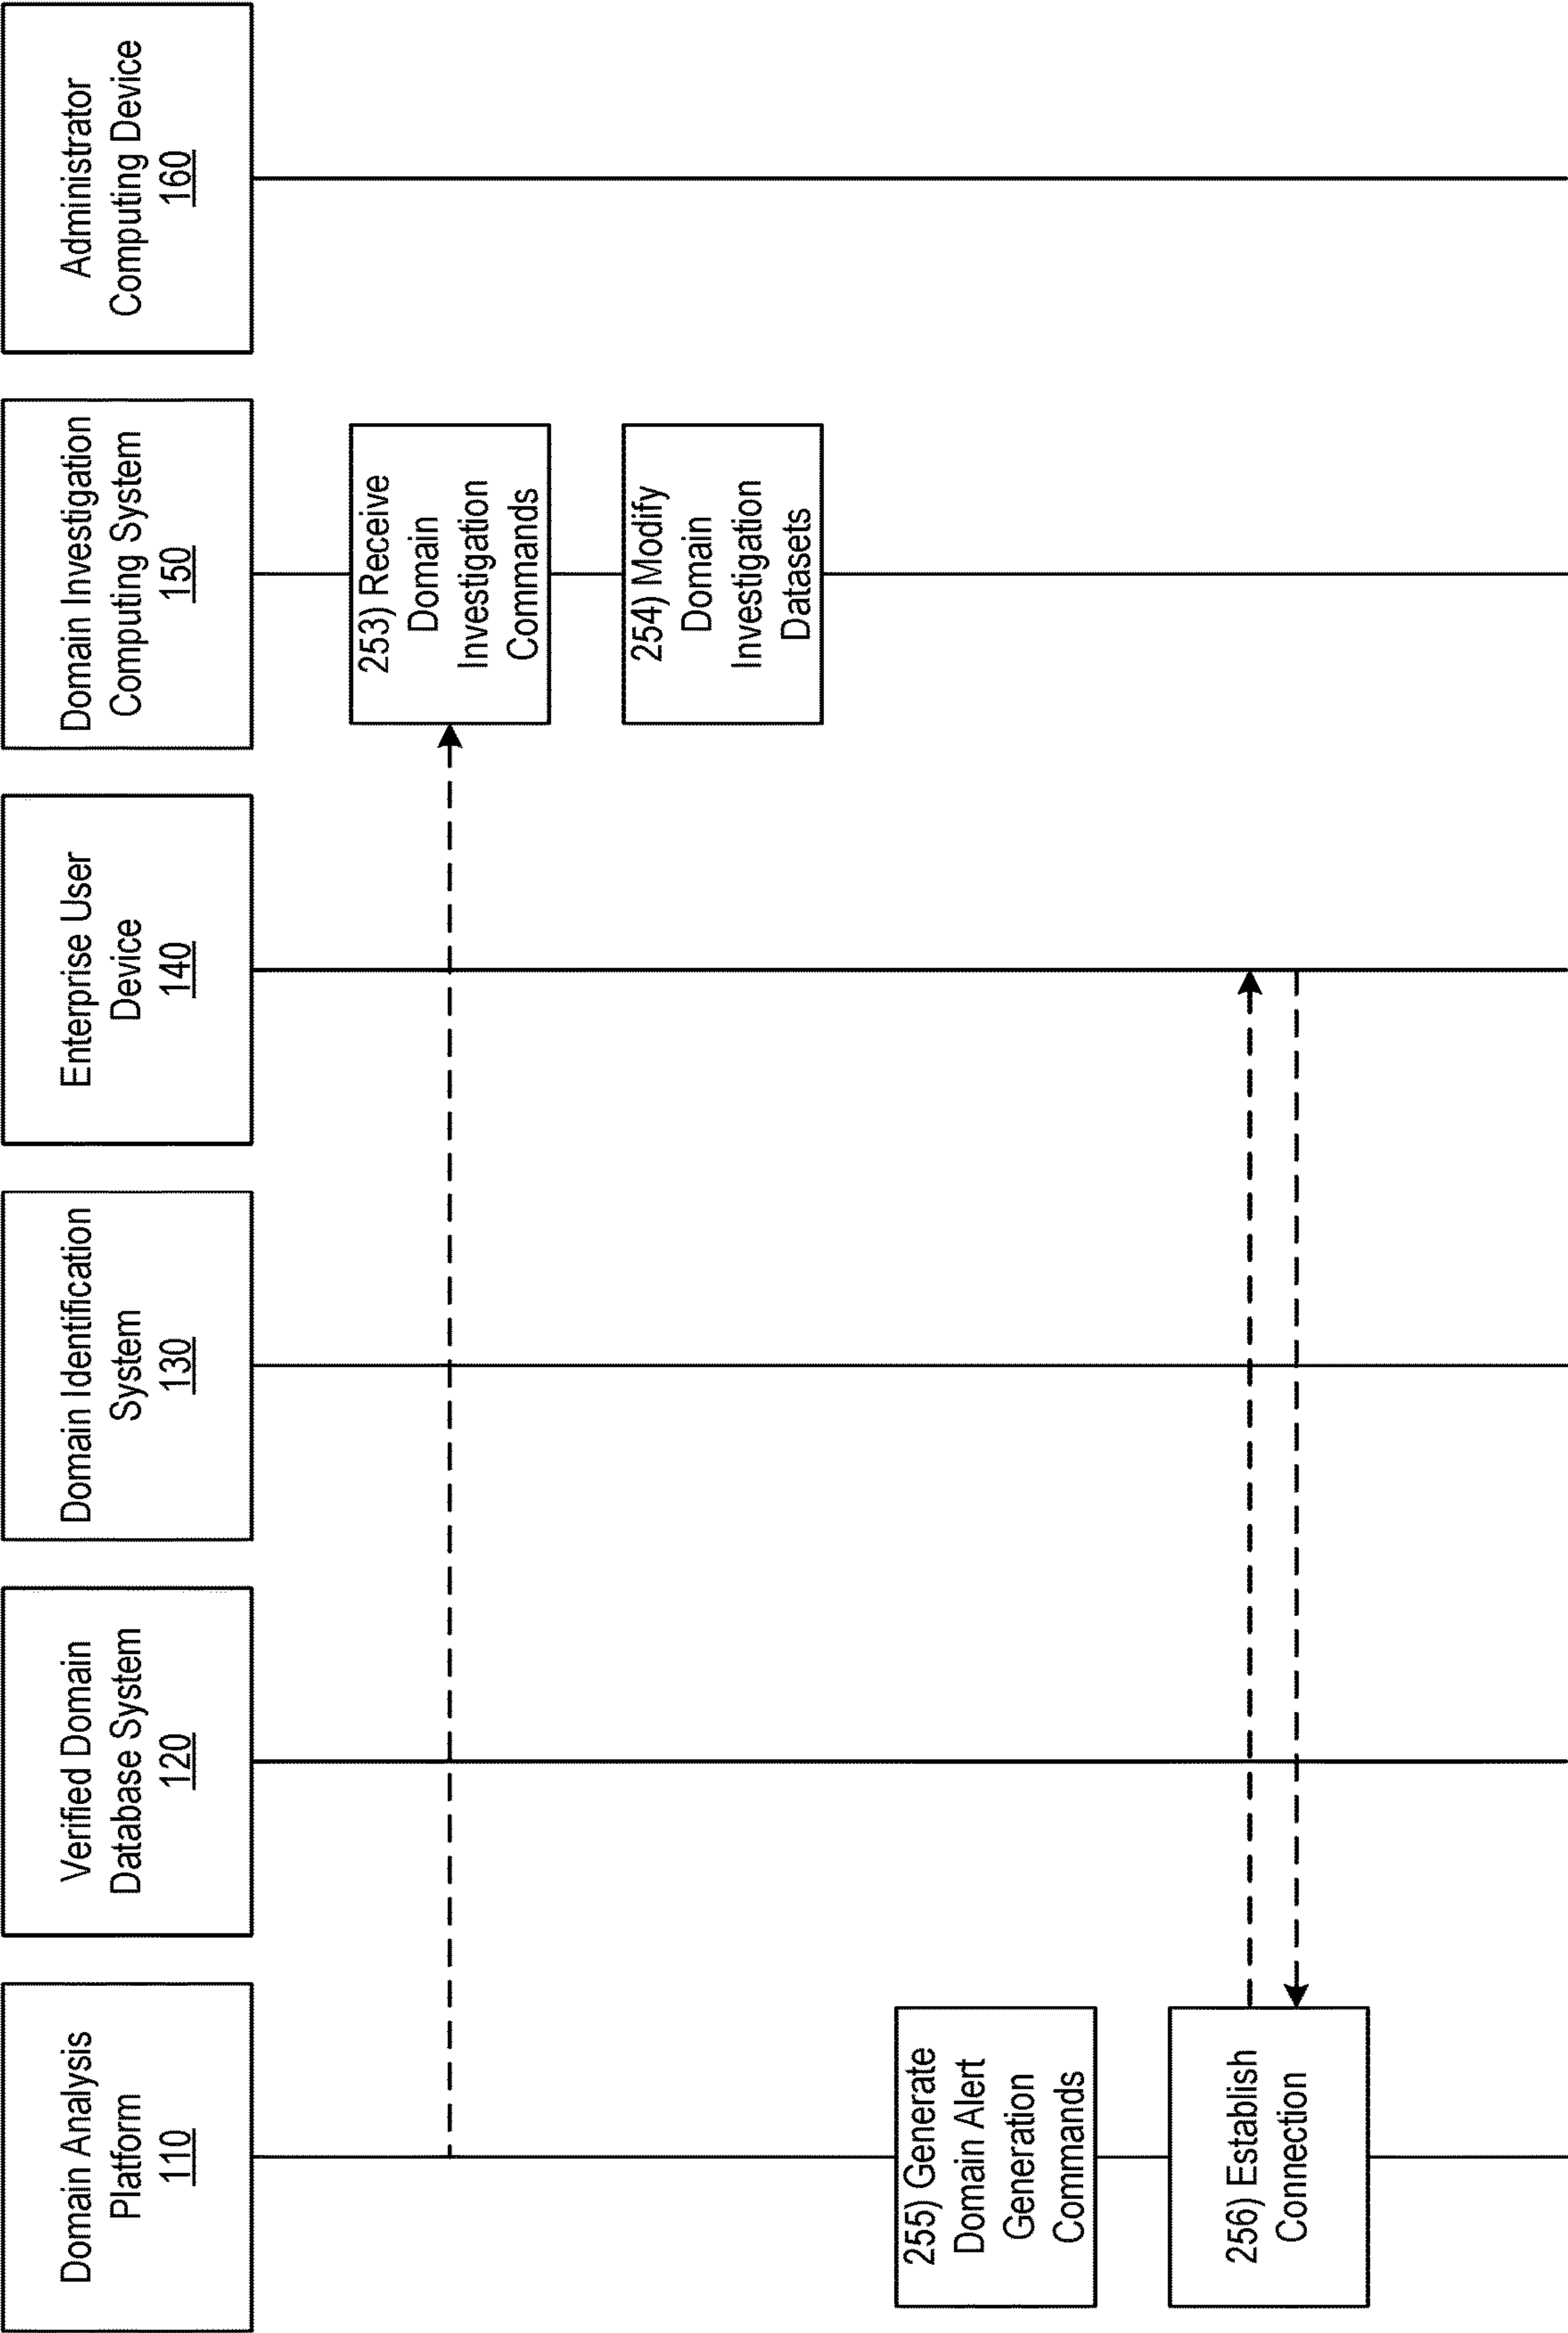 Domain Analysis
Platform
110
Verified Domain
Database System
120
Domain Identification
System
130
Enterprise User
Device
140
Domain Investigation
Computing System
150
Administrator
Computing Device
160
253) Receive
Domain
Investigation
Commands
254) Modify
Domain
Investigation
Datasets
255) Generate
Domain Alert
Generation
Commands
256) Establish
Connection